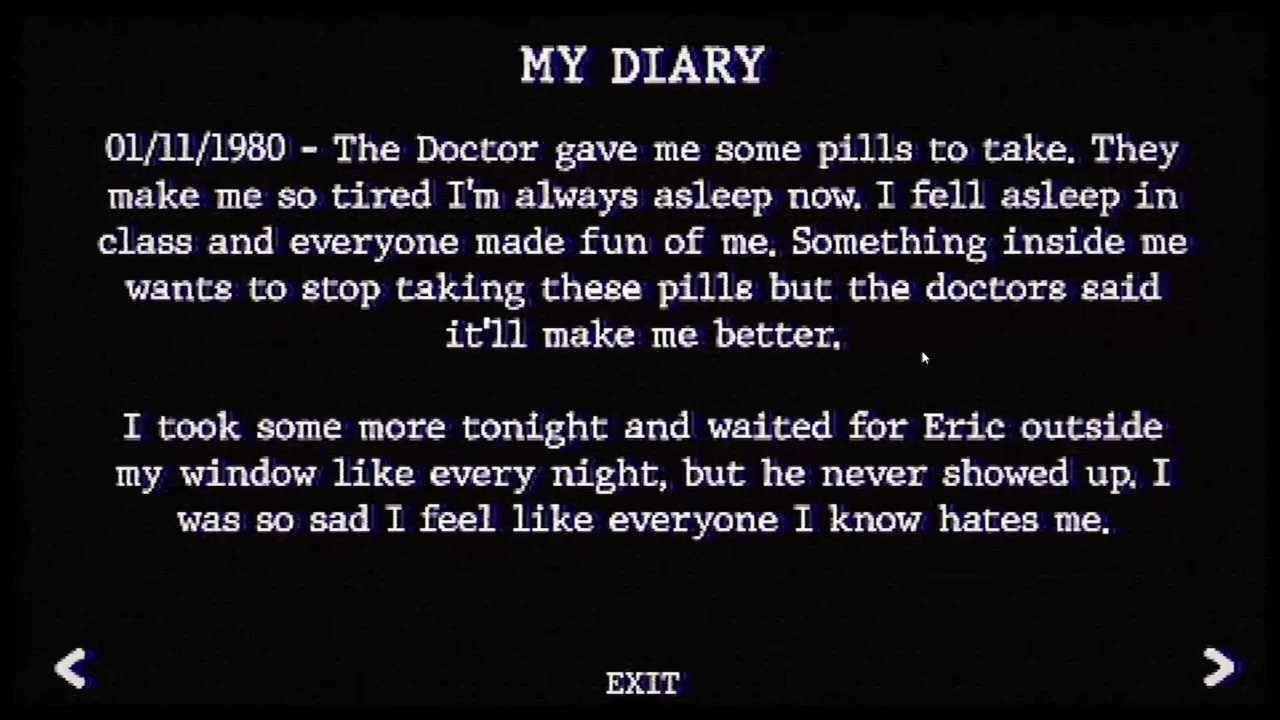 MY DIARY
01/11/1980 - The Doctor gave me some pills to take. They
make me so tired I'm always asleep now. I fell asleep in
class and everyone made fun of me. Something inside me
wants to stop taking these pills but the doctors said
it'll make me better.
I took some more tonight and waited for Eric outside
my window like every night, but he never showed up. I
was so sad I feel like everyone I know hates me.
< EXIT >